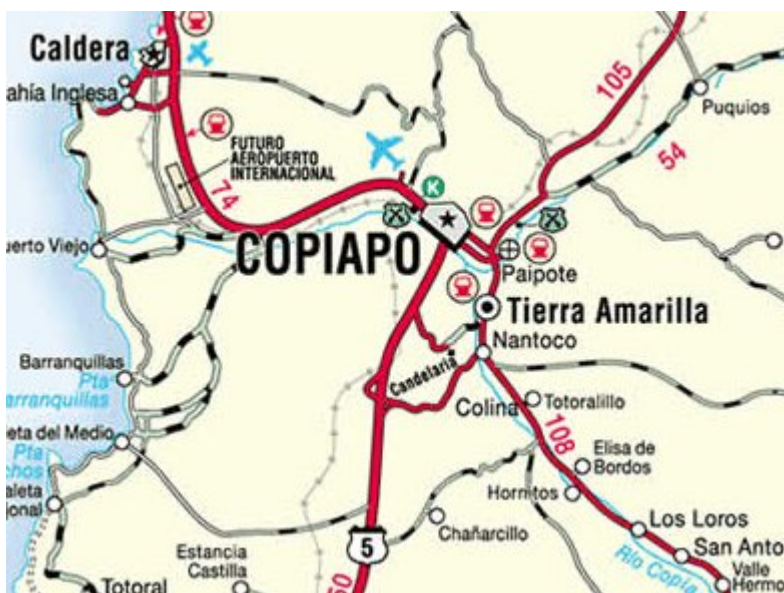 Caldera
ahía Inglesa
FUTURO
AEROPUERTO
INTERNACIONAL
74
105
Puquios
54
K
uerto Viejo
COPIAPO
Paipote
Tierra Amarilla
Nantoco
Candelaria
Barranquillas
Pta
arranquillas
Colina
Totoralillo
108
eta del Medio
Pta
chos
Elisa de
Bordos
Hornitos
aleta
ional
Chañarcillo
Los Loros
5
San Anto
Estancia
Castilla
Río Copia
Valle
Hermo
Totoral
50